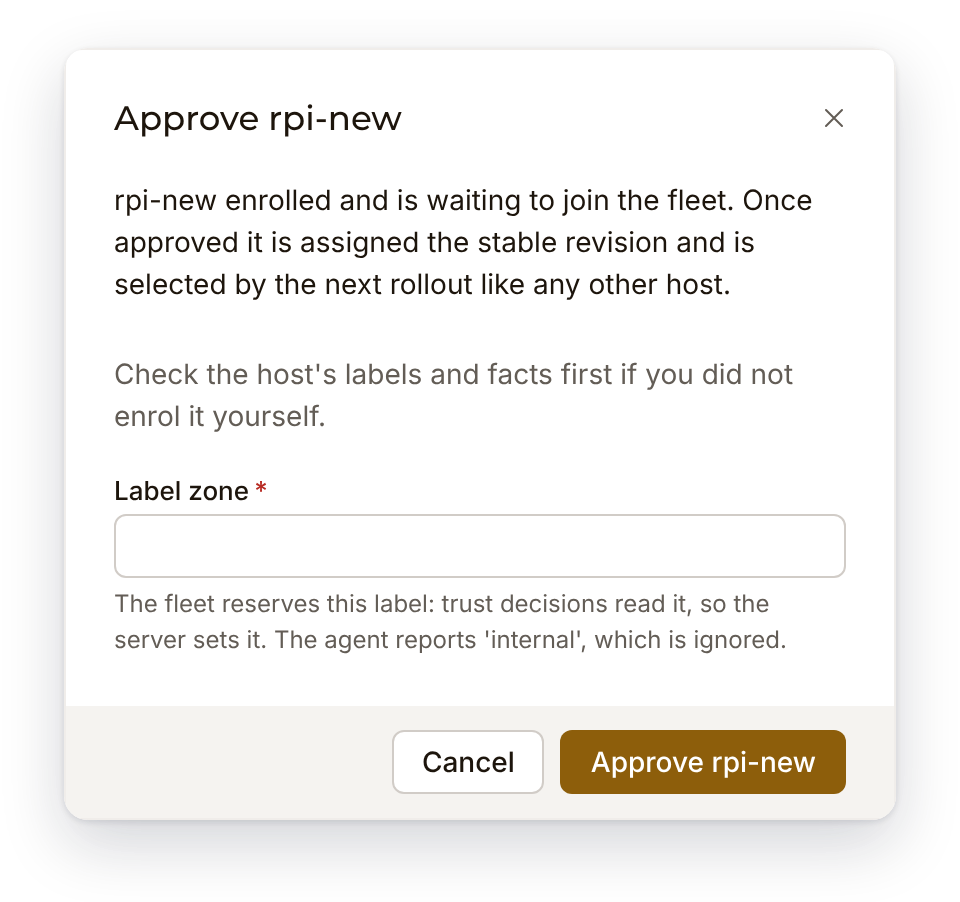 Approve rpi-new
rpi-new enrolled and is waiting to join the fleet. Once
approved it is assigned the stable revision and is
selected by the next rollout like any other host.
Check the host's labels and facts first if you did not
enrol it yourself.
Label zone *
The fleet reserves this label: trust decisions read it, so the
server sets it. The agent reports 'internal', which is ignored.
Cancel
Approve rpi-new